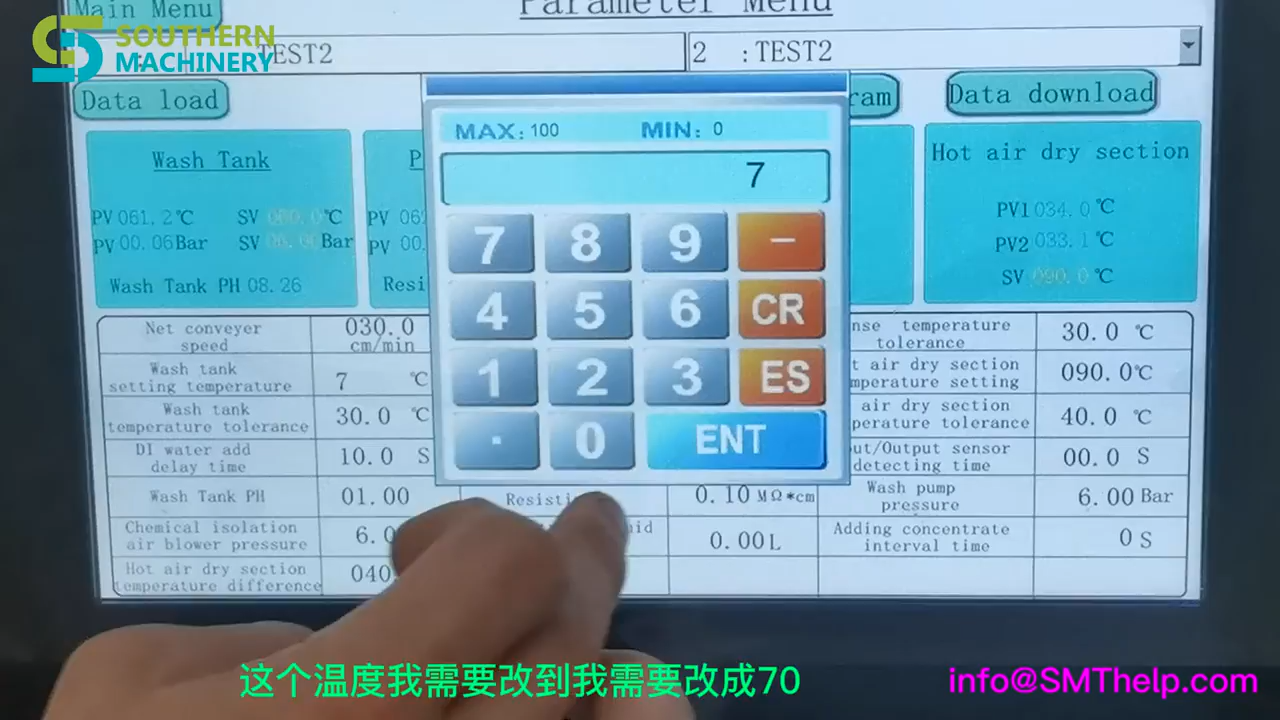 Main Menu
Parameter Menu
SOUTHERN
MACHINERY
TEST2
2 :TEST2
Data load
ram
Data download
MAX:100
MIN: 0
7
7 8 9 -
4 5 6 CR
1 2 3 ES
. 0 ENT
Wash Tank
PV 061.2℃ SV 060.0℃
PV 00.06Bar SV Bar
Wash Tank PH 08.26
P
PV 062
PV 00.
Resi
Hot air dry section
PV1 034.0℃
PV2 033.1℃
SV 090.0℃
Net conveyer
speed
030.0
cm/min
Wash tank
setting temperature
7 ℃
Wash tank
temperature tolerance
30.0 ℃
DI water add
delay time
10.0 S
Wash Tank PH
01.00
Chemical isolation
air blower pressure
6.0
Hot air dry section
temperature difference
040
Resisti
0.10 MΩ*cm
uid
0.00L
nse temperature
tolerance
30.0 ℃
t air dry section
mperature setting
090.0℃
air dry section
perature tolerance
40.0 ℃
ut/Output sensor
detecting time
00.0 S
Wash pump
pressure
6.00 Bar
Adding concentrate
interval time
0 S
这个温度我需要改到我需要改成70
info@SMThelp.com